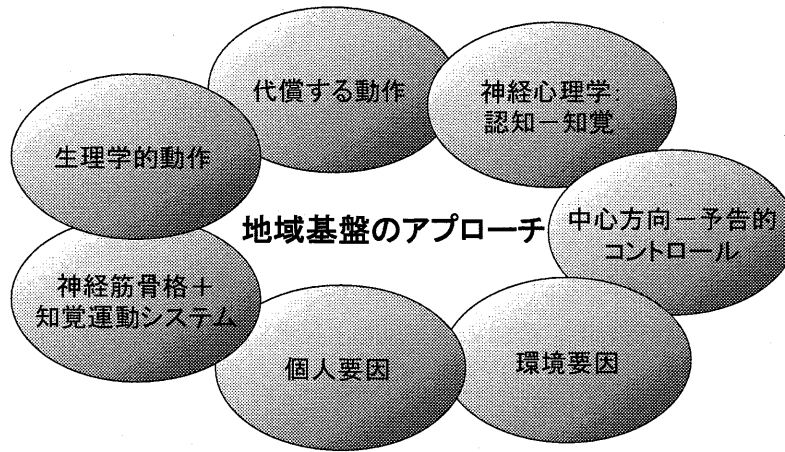 代償する動作
神経心理学:
認知－知覚
生理学的動作
地域基盤のアプローチ
中心方向－予告的
コントロール
神経筋骨格＋
知覚運動システム
個人要因
環境要因